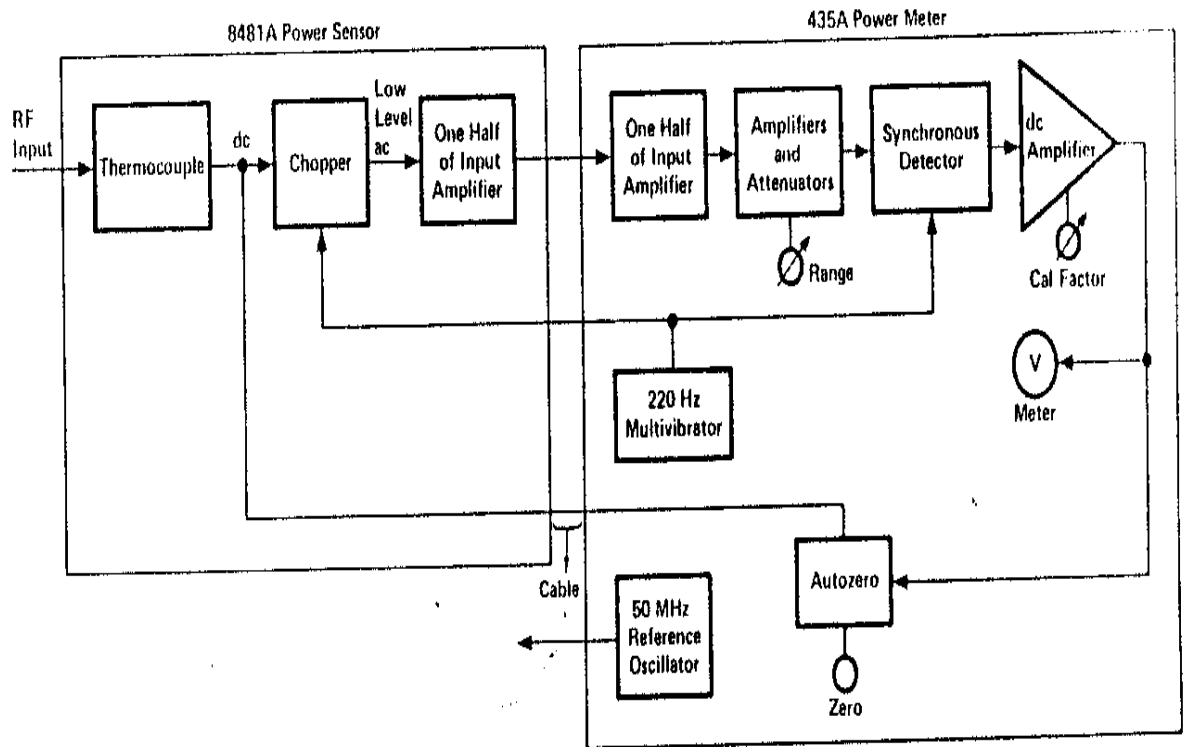 8481A Power Sensor
435A Power Meter
RF
Input
Thermocouple
dc
Chopper
Low
Level
ac
One Half
of Input
Amplifier
One Half
of Input
Amplifier
Amplifiers
and
Attenuators
Synchronous
Detector
dc
Amplifier
Range
Cal Factor
220 Hz
Multivibrator
V
Meter
Cable
50 MHz
Reference
Oscillator
Autozero
Zero